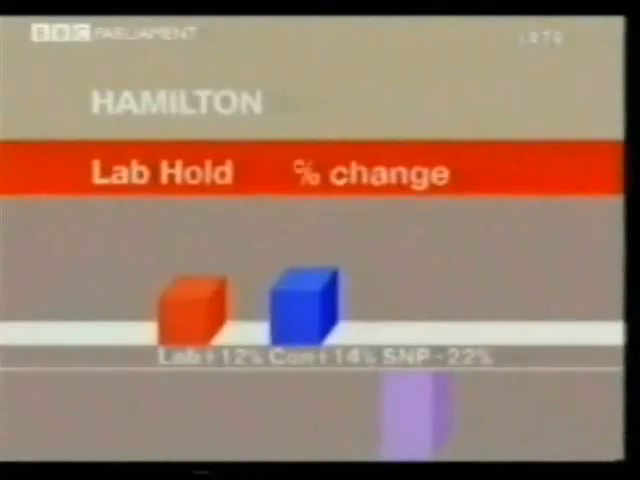 BBC PARLIAMENT 1979
HAMILTON
Lab Hold % change
Lab+12% Con+14% SNP-22%